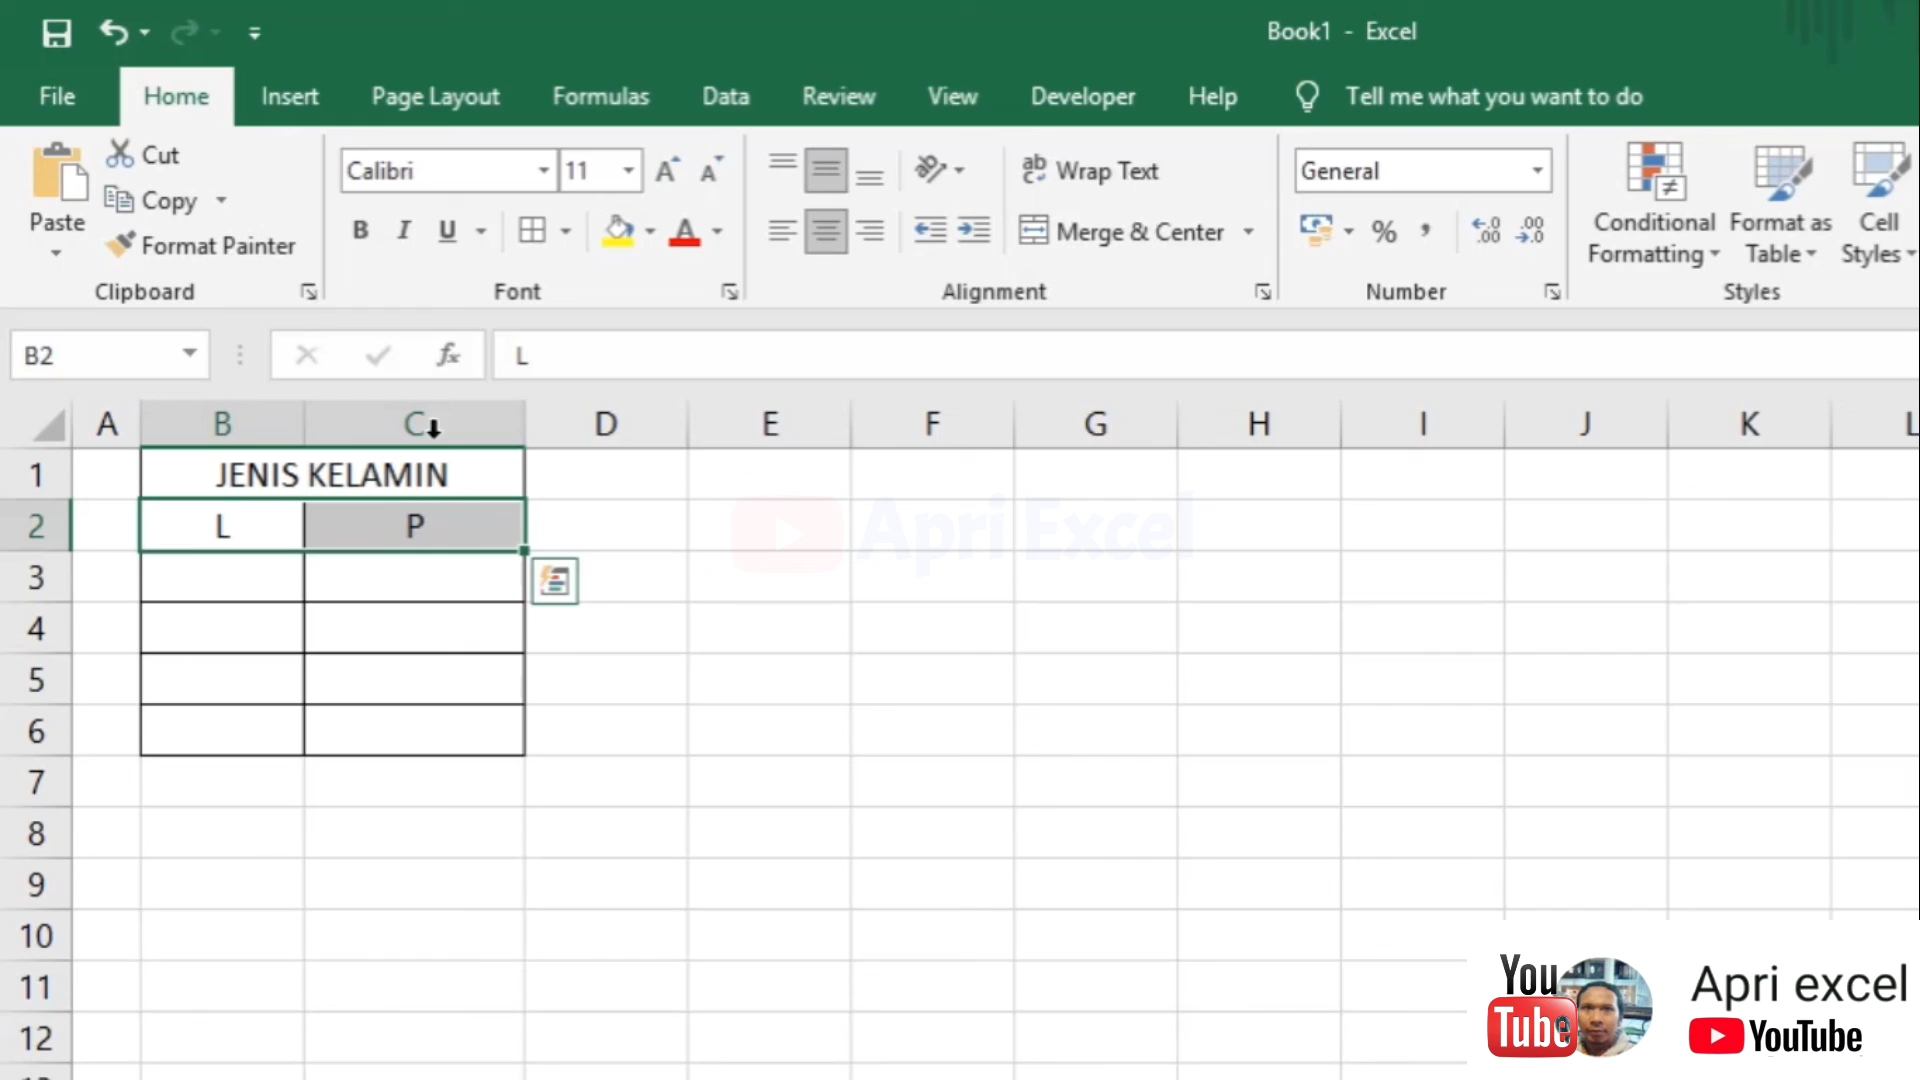 Book1 - Excel
File Home Insert Page Layout Formulas Data Review View Developer Help Tell me what you want to do
Paste
Cut
Copy
Format Painter
Clipboard
Calibri 11
B I U
Font
Wrap Text
Merge & Center
Alignment
General
Number
Conditional Formatting
Format as Table
Cell Styles
Styles
B2 fx L
A B C D E F G H I J K L
1 JENIS KELAMIN
2 L P
3
4
5
6
7
8
9
10
11
12
Apri Excel
YouTube
Apri excel
YouTube